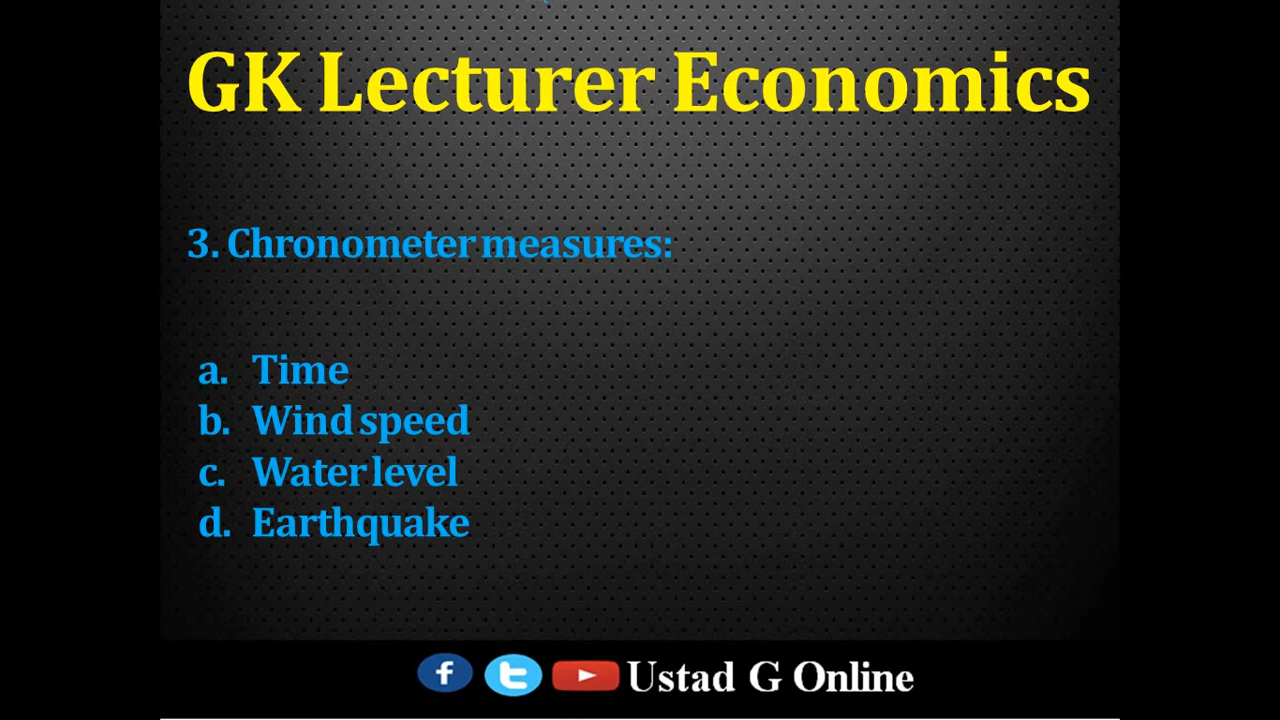 GK Lecturer Economics
3. Chronometer measures:
a. Time
b. Wind speed
c. Water level
d. Earthquake
Ustad G Online